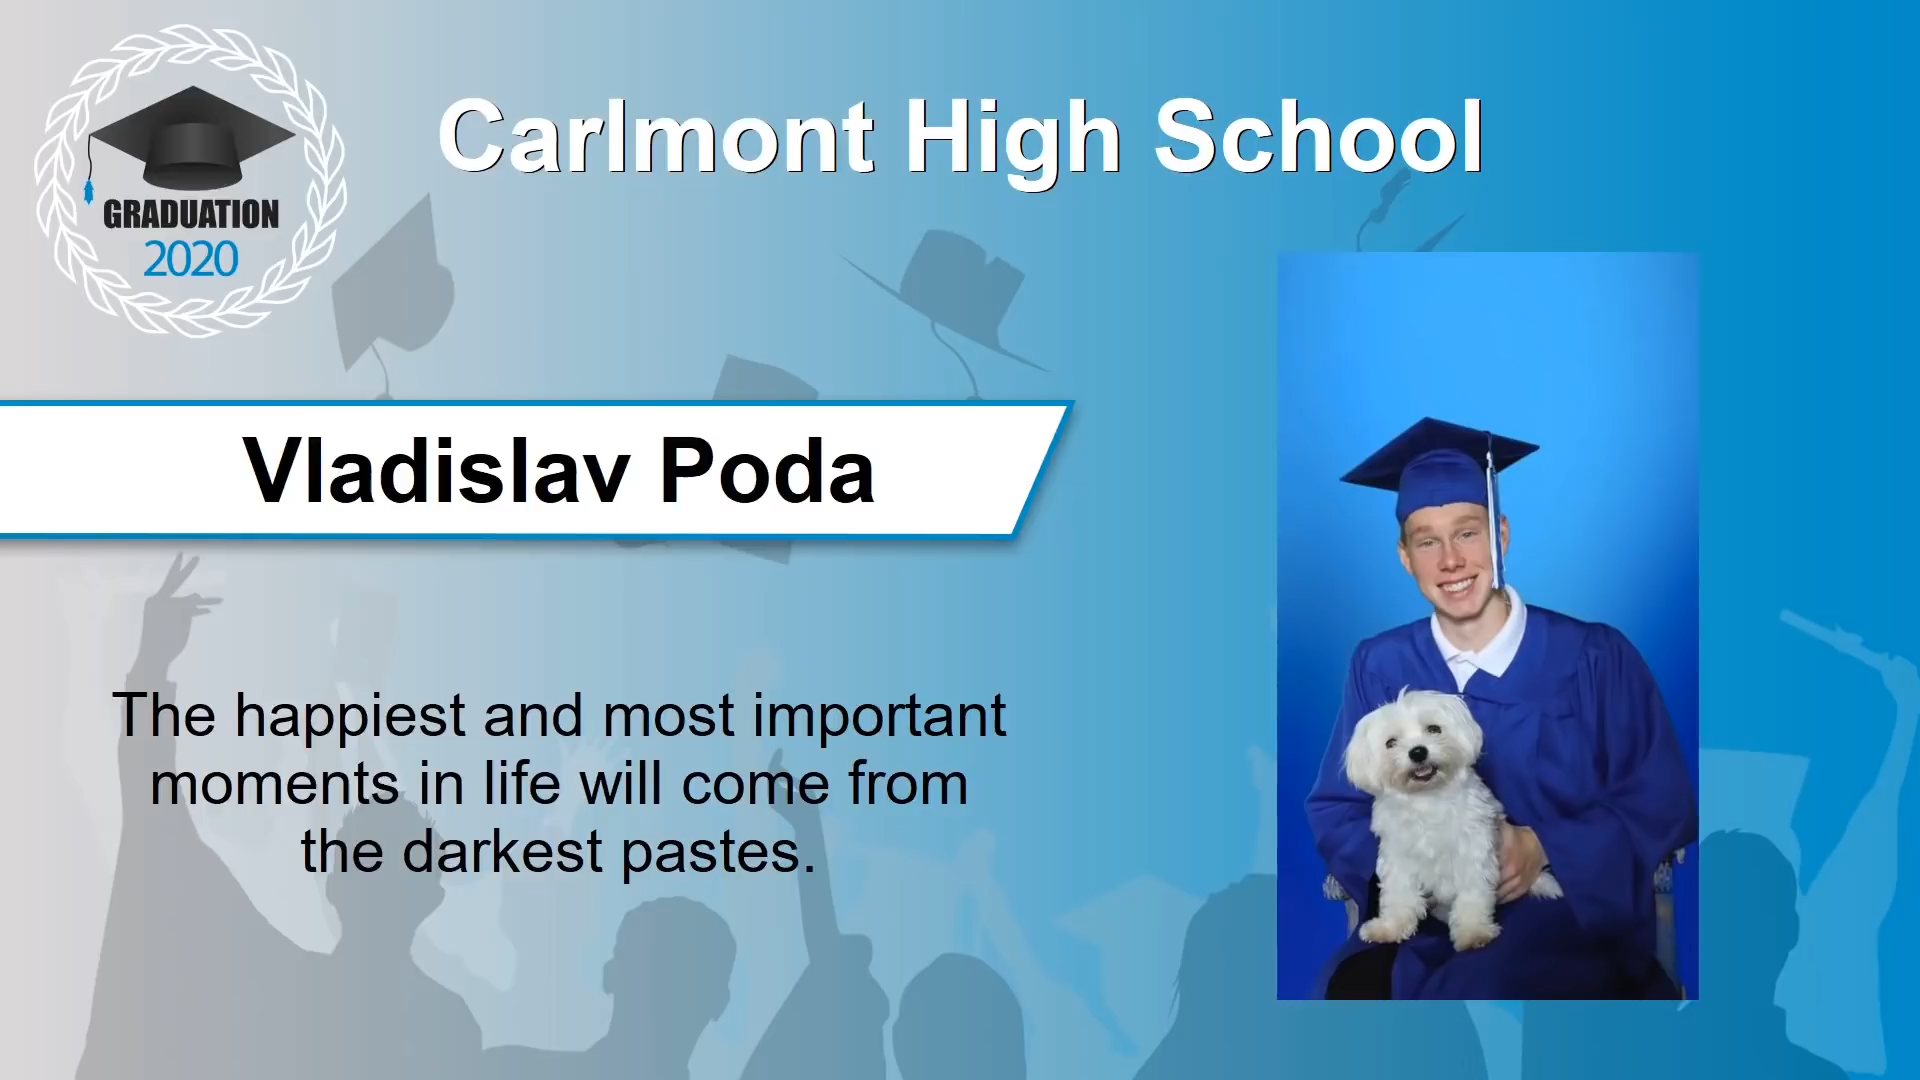 GRADUATION
2020
Carlmont High School
Vladislav Poda
The happiest and most important
moments in life will come from
the darkest pastes.